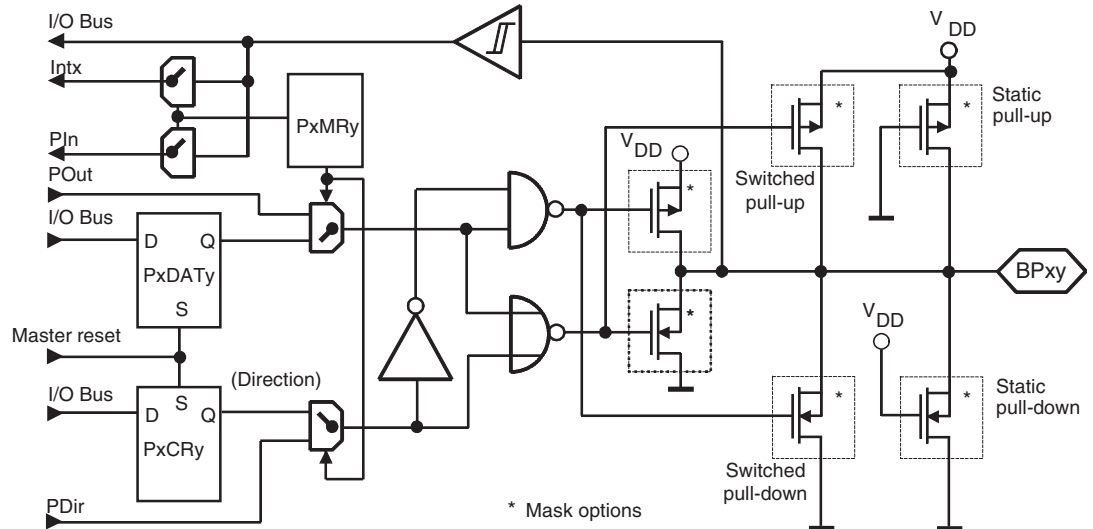 I/O Bus
Intx
PIn
POut
I/O Bus
D Q
PxDATy
S
Master reset
I/O Bus
(Direction)
S
D Q
PxCRy
PDir
PxMRy
V DD
*
*
Switched
pull-up
*
V DD
*
Static
pull-up
BPxy
V DD
*
Switched
pull-down
*
Static
pull-down
* Mask options